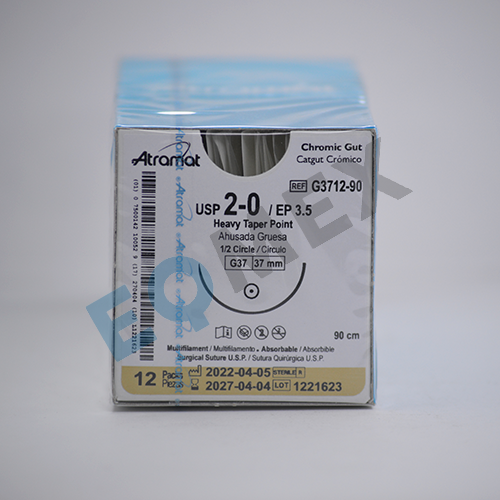 Atramat
Chromic Gut
Catgut Crómico
REF G3712-90
USP 2-0 / EP 3.5
Heavy Taper Point
Ahusada Gruesa
1/2 Circle / Círculo
G37 37 mm
90 cm
Multifilament / Multifilamento - Absorbable / Absorbible
Surgical Suture U.S.P. / Sutura Quirúrgica U.S.P.
12 Packs
Piezas
2022-04-05 STERILE R
2027-04-04 LOT 1221623
EQIMEX